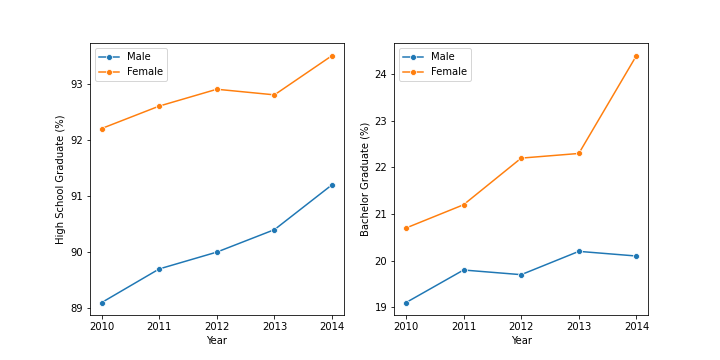 Male
Female
93
92
91
90
89
High School Graduate (%)
2010 2011 2012 2013 2014
Year
Male
Female
24
23
22
21
20
19
Bachelor Graduate (%)
2010 2011 2012 2013 2014
Year